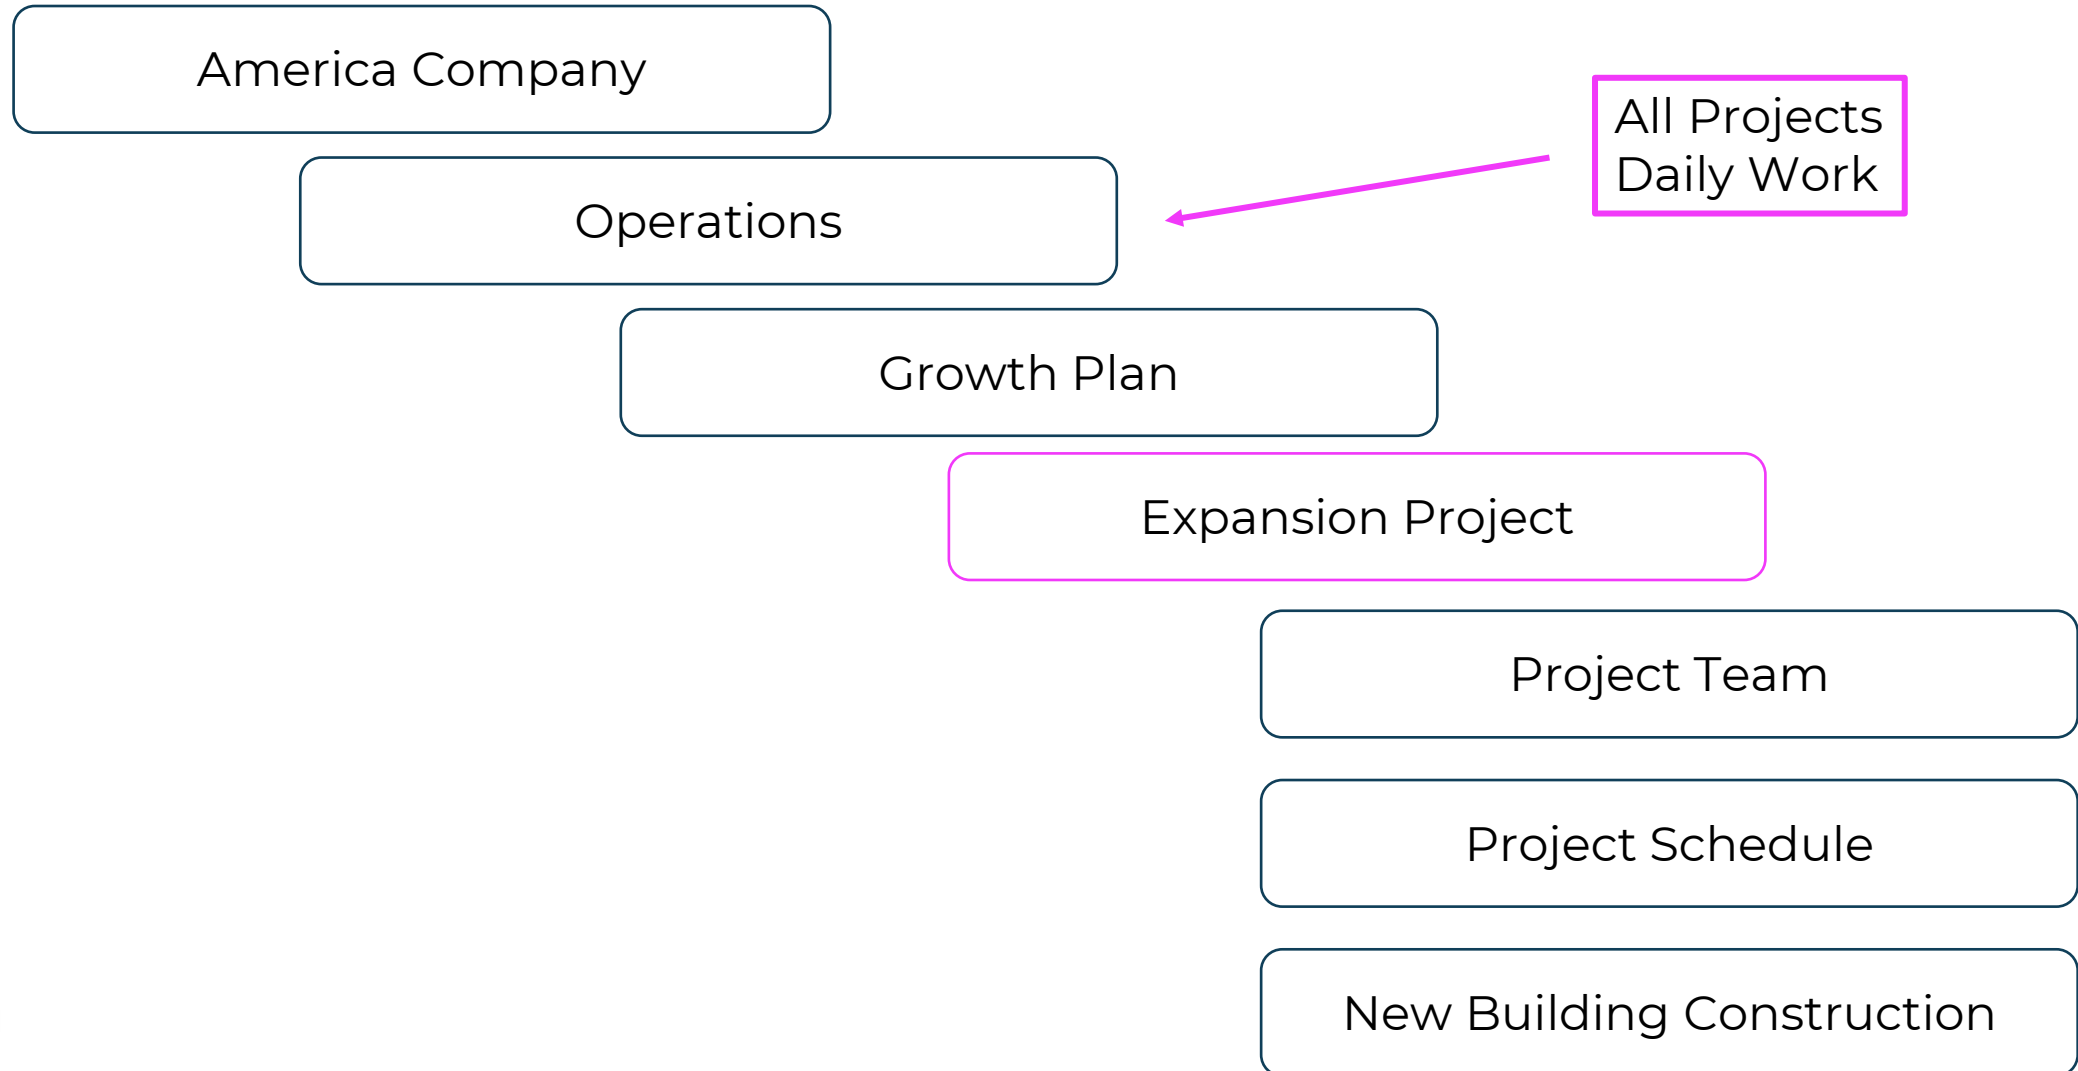 America Company
All Projects
Daily Work
Operations
Growth Plan
Expansion Project
Project Team
Project Schedule
New Building Construction